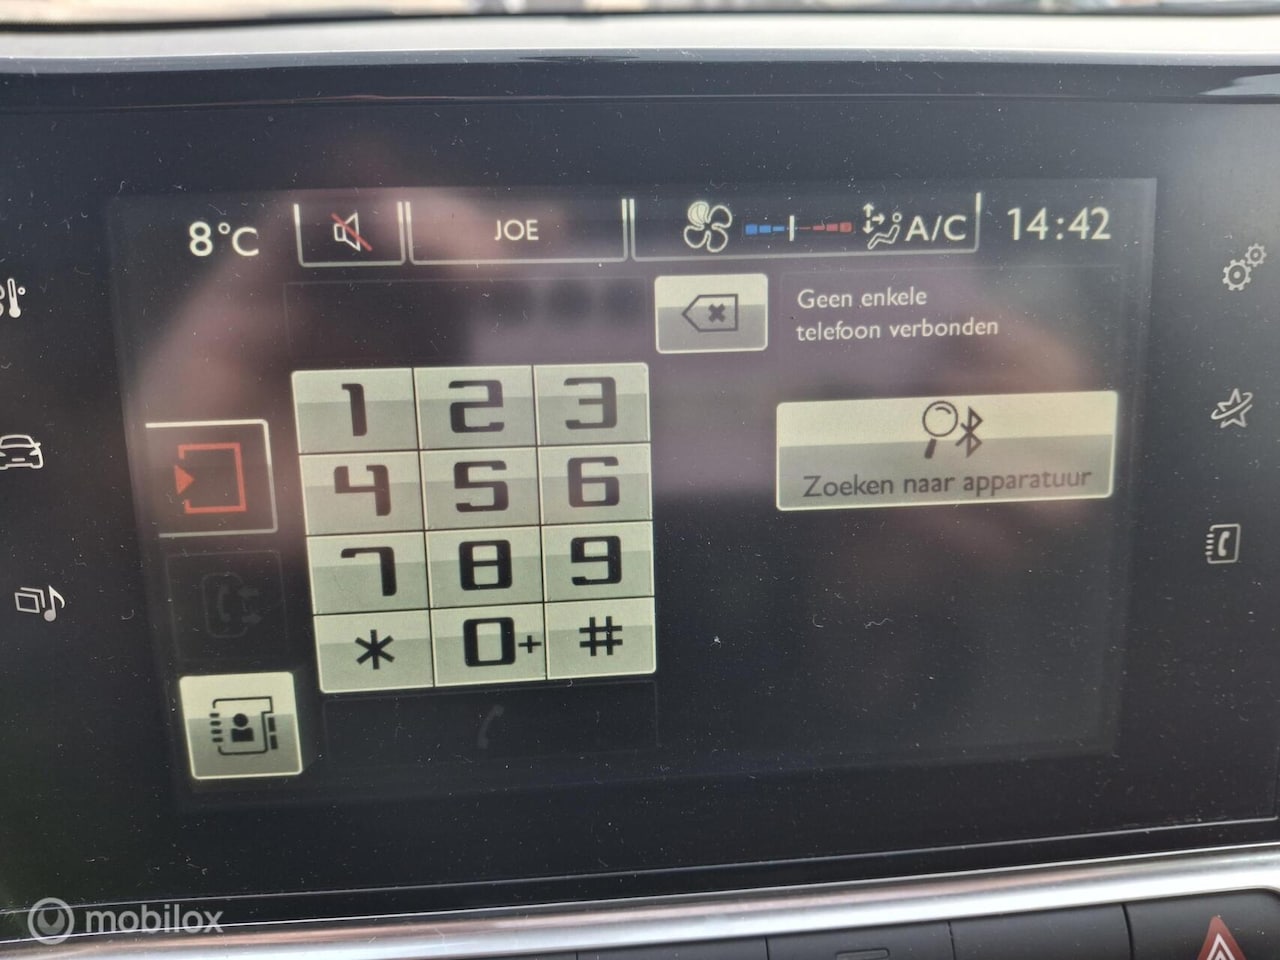 8°C
JOE
A/C
14:42
Geen enkele
telefoon verbonden
1 2 3
4 5 6
7 8 9
* 0+ #
Zoeken naar apparatuur
mobilox